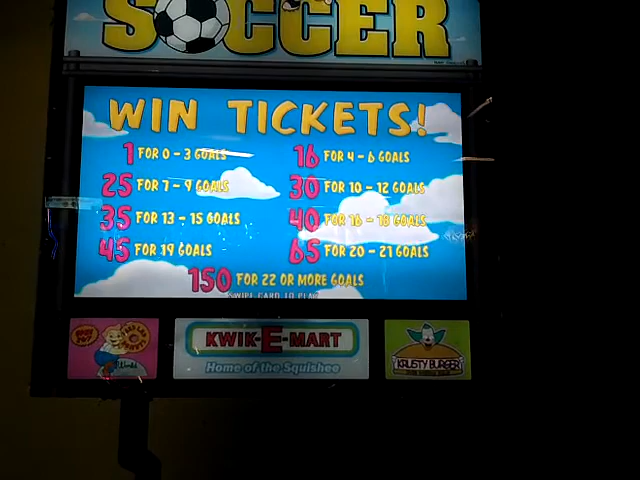 SOCCER
WIN TICKETS!
1 FOR 0 - 3 GOALS
16 FOR 4 - 6 GOALS
25 FOR 7 - 9 GOALS
30 FOR 10 - 12 GOALS
35 FOR 13 - 15 GOALS
40 FOR 16 - 18 GOALS
45 FOR 19 GOALS
65 FOR 20 - 21 GOALS
150 FOR 22 OR MORE GOALS
SWIPE CARD TO PLAY
KWIK-E-MART
Home of the Squishee
KRUSTY BURGER